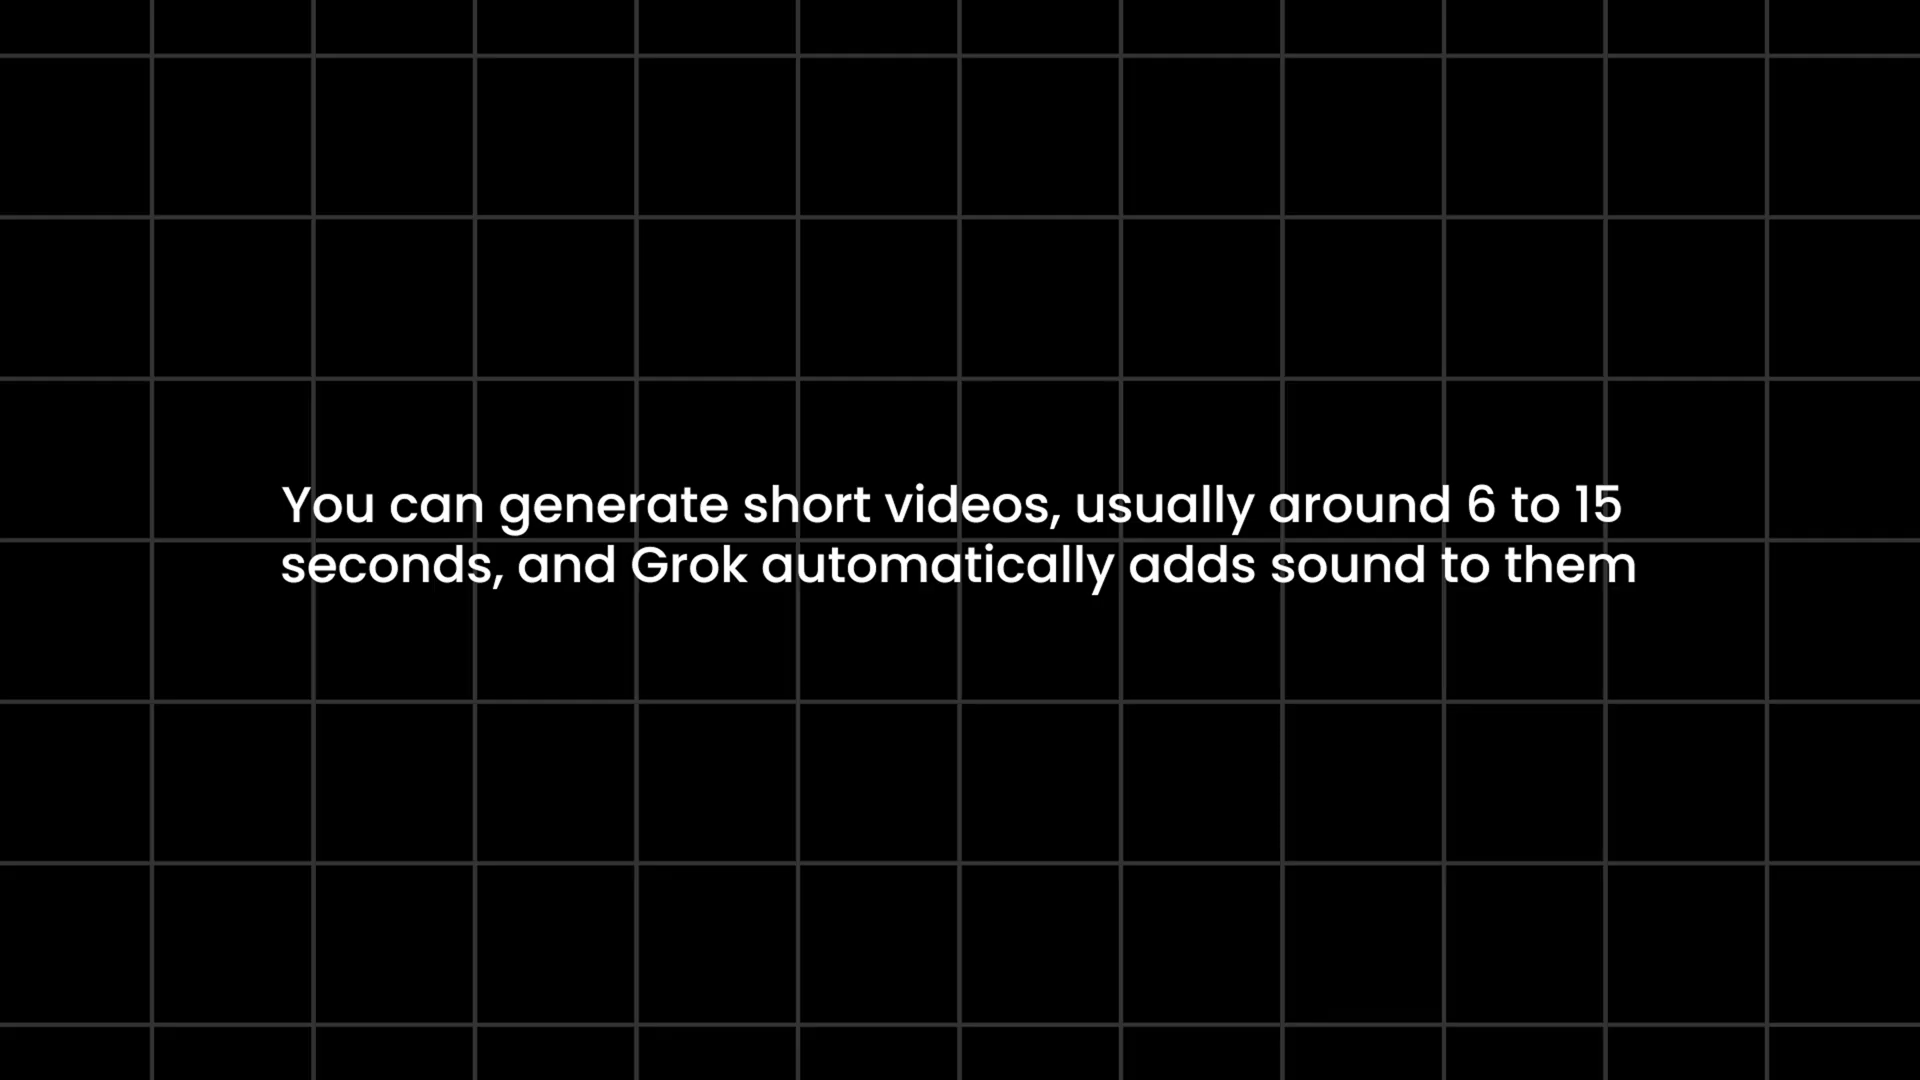 You can generate short videos, usually around 6 to 15
seconds, and Grok automatically adds sound to them